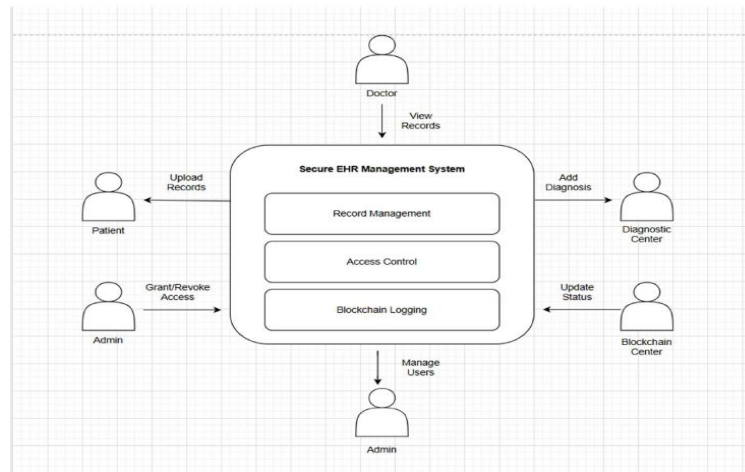 Doctor
View
Records
Secure EHR Management System
Upload
Records
Add
Diagnosis
Record Management
Patient
Diagnostic
Center
Access Control
Grant/Revoke
Access
Update
Status
Blockchain Logging
Admin
Blockchain
Center
Manage
Users
Admin